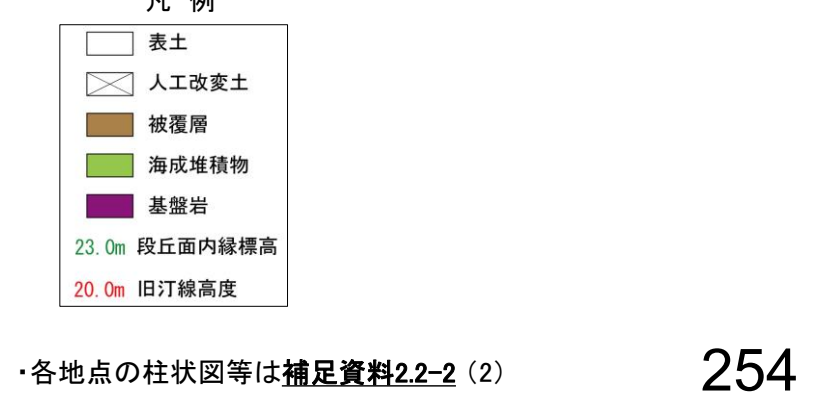 凡 例
表土
人工改変土
被覆層
海成堆積物
基盤岩
23.0m 段丘面内縁標高
20.0m 旧汀線高度
・各地点の柱状図等は補足資料2.2-2（2）
254